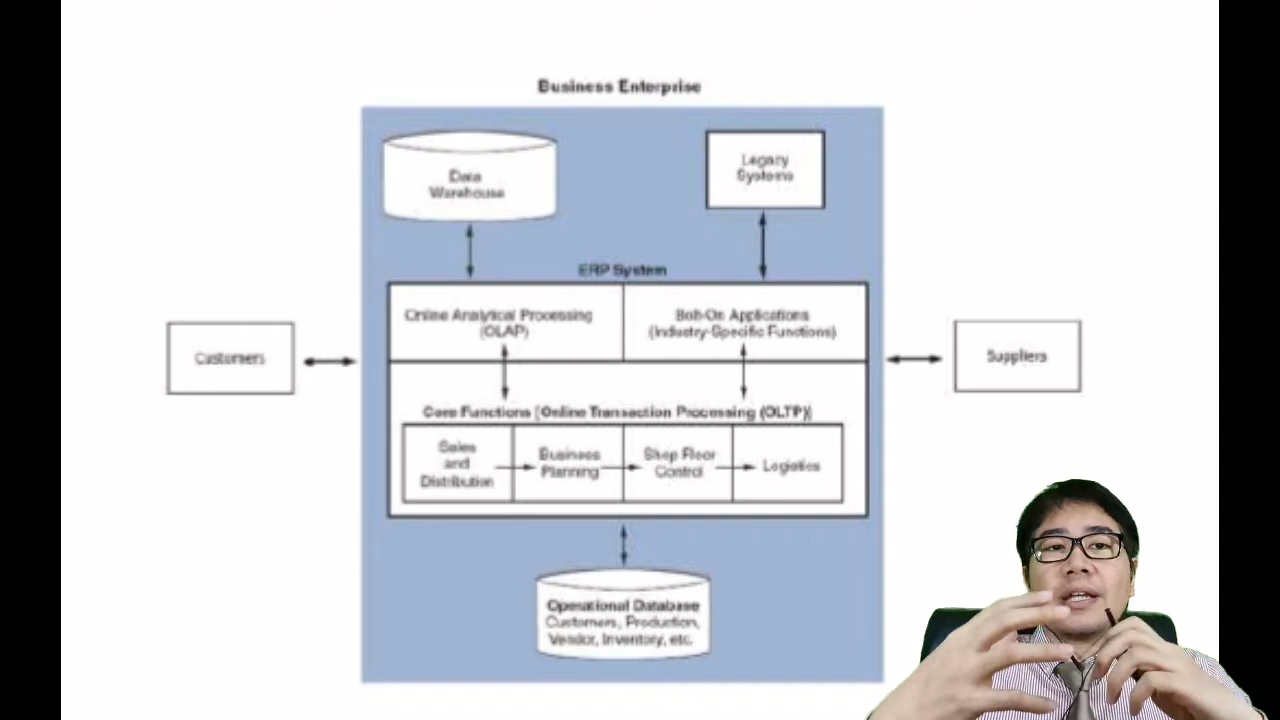 Business Enterprise
Data
Warehouse
Legacy
Systems
ERP System
Online Analytical Processing
(OLAP)
Bolt-On Applications
(Industry-Specific Functions)
Customers
Suppliers
Core Functions [Online Transaction Processing (OLTP)]
Sales
and
Distribution
Business
Planning
Shop Floor
Control
Logistics
Operational Database
Customers, Production,
Vendor, Inventory, etc.